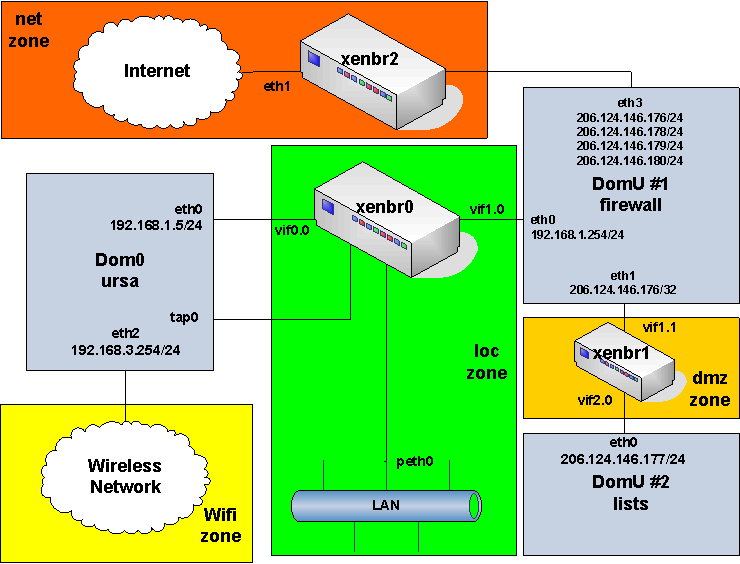 net
zone
Internet
eth1
xenbr2
eth3
206.124.146.176/24
206.124.146.178/24
206.124.146.179/24
206.124.146.180/24
DomU #1
firewall
eth0
192.168.1.254/24
eth1
206.124.146.176/32
eth0
192.168.1.5/24
Dom0
ursa
tap0
eth2
192.168.3.254/24
vif0.0
xenbr0
vif1.0
loc
zone
peth0
LAN
vif1.1
xenbr1
vif2.0
dmz
zone
Wireless
Network
Wifi
zone
eth0
206.124.146.177/24
DomU #2
lists